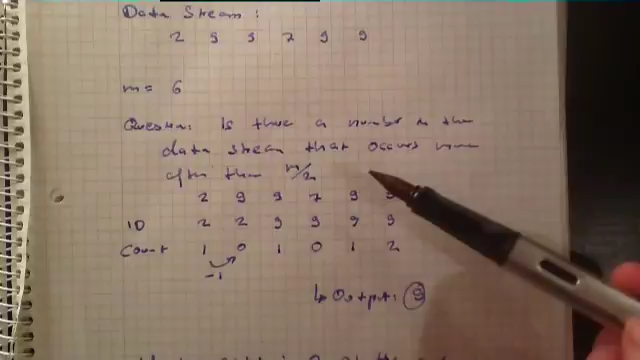 Data Stream:
2 9 9 7 9 9
m = 6
Question: Is there a number in the
data stream that occurs more
often then m/2
2 9 9 7 9 9
ID 2 2 9 9 9 9
Count 1 0 1 0 1 2
-1
↳ Output: 9